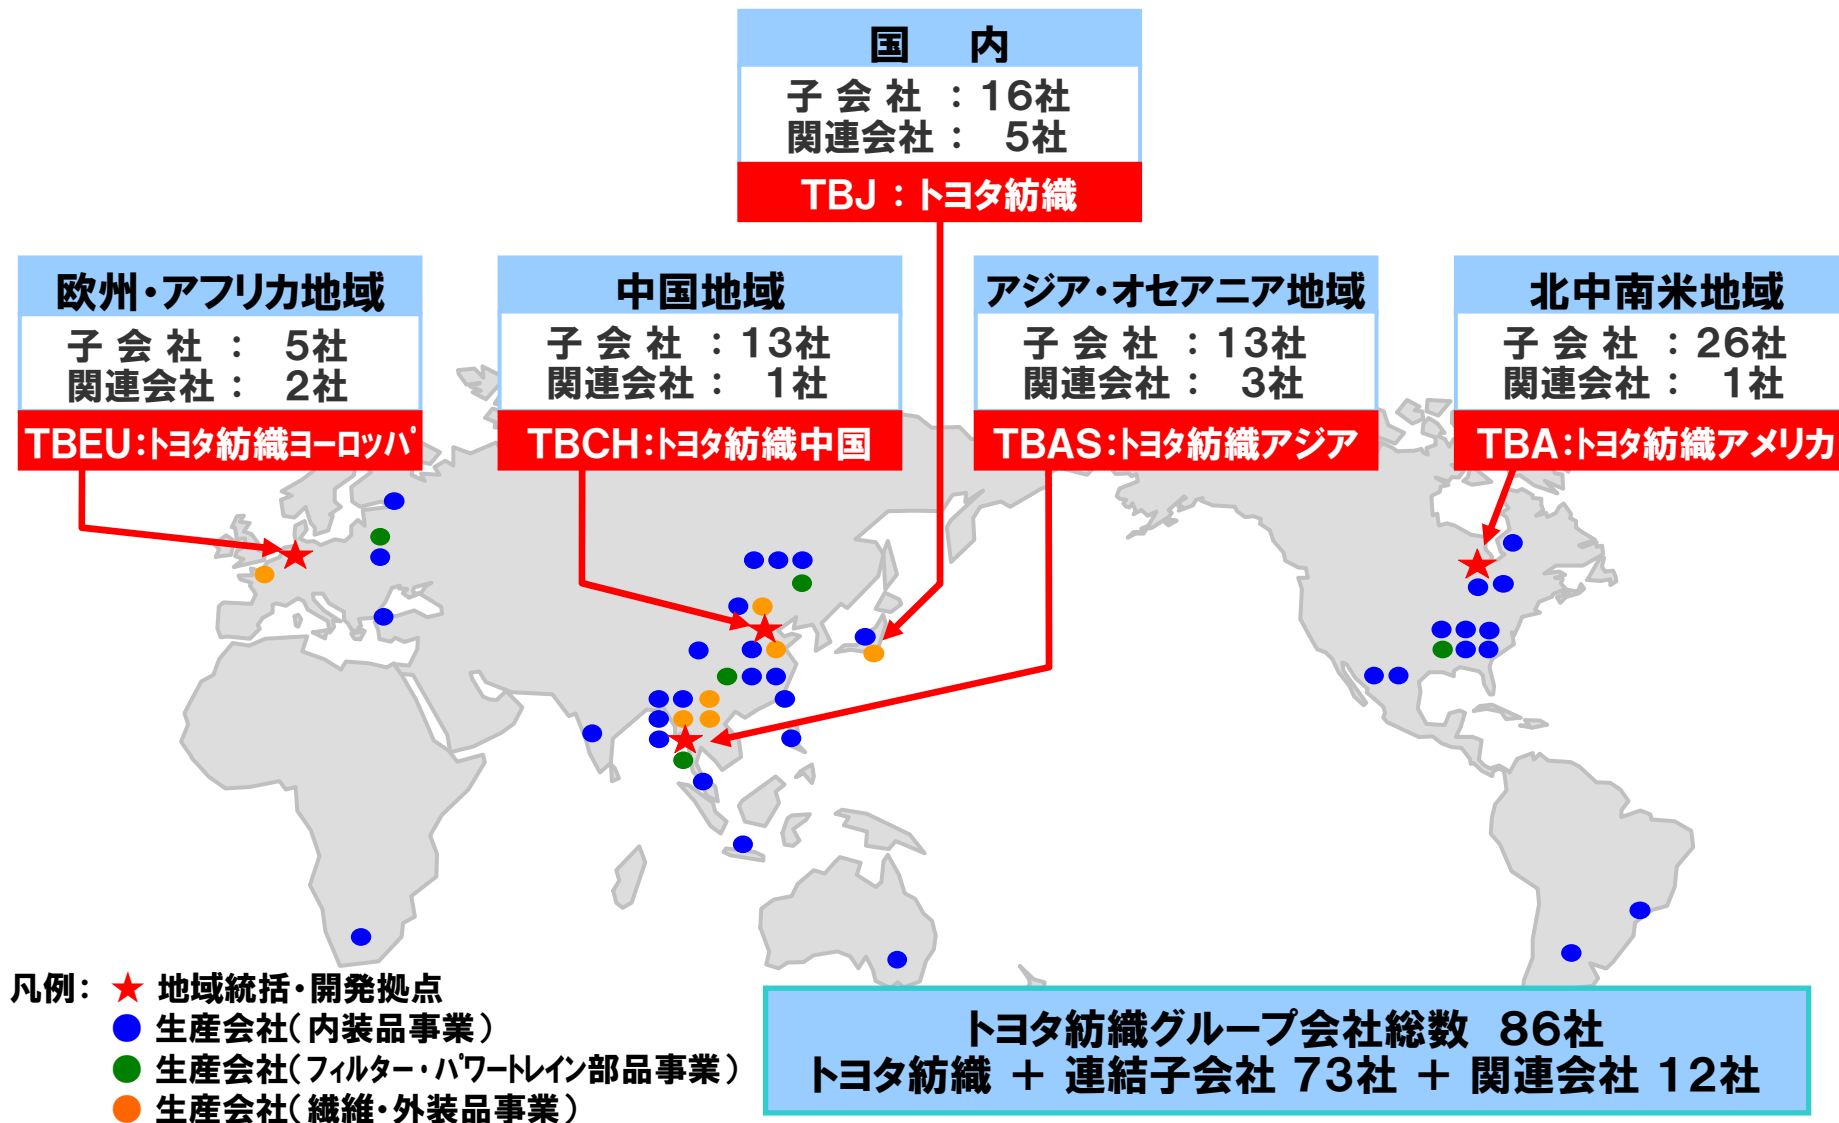 国 内
子 会 社 : 16社
関連会社: 5社
TBJ:トヨタ紡織
欧州・アフリカ地域
子 会 社 : 5社
関連会社: 2社
TBEU:トヨタ紡織ヨーロッパ
中国地域
子 会 社 : 13社
関連会社: 1社
TBCH:トヨタ紡織中国
アジア・オセアニア地域
子 会 社 : 13社
関連会社: 3社
TBAS:トヨタ紡織アジア
北中南米地域
子 会 社 : 26社
関連会社: 1社
TBA:トヨタ紡織アメリカ
凡例: ★ 地域統括・開発拠点
生産会社(内装品事業)
生産会社(フィルター・パワートレイン部品事業)
生産会社(繊維・外装品事業)
トヨタ紡織グループ会社総数 86社
トヨタ紡織 + 連結子会社 73社 + 関連会社 12社